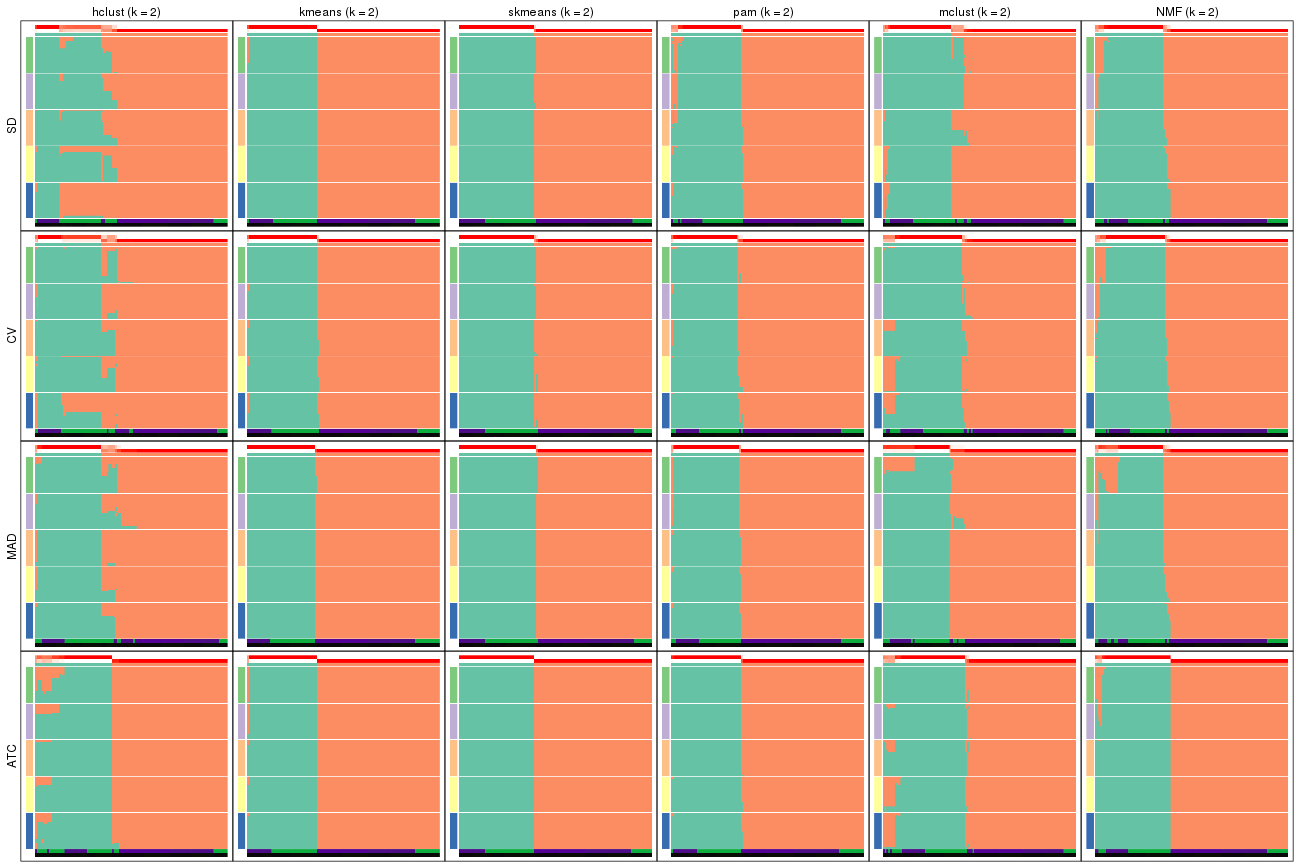 hclust (k = 2)
kmeans (k = 2)
skmeans (k = 2)
pam (k = 2)
mclust (k = 2)
NMF (k = 2)
SD
CV
MAD
ATC